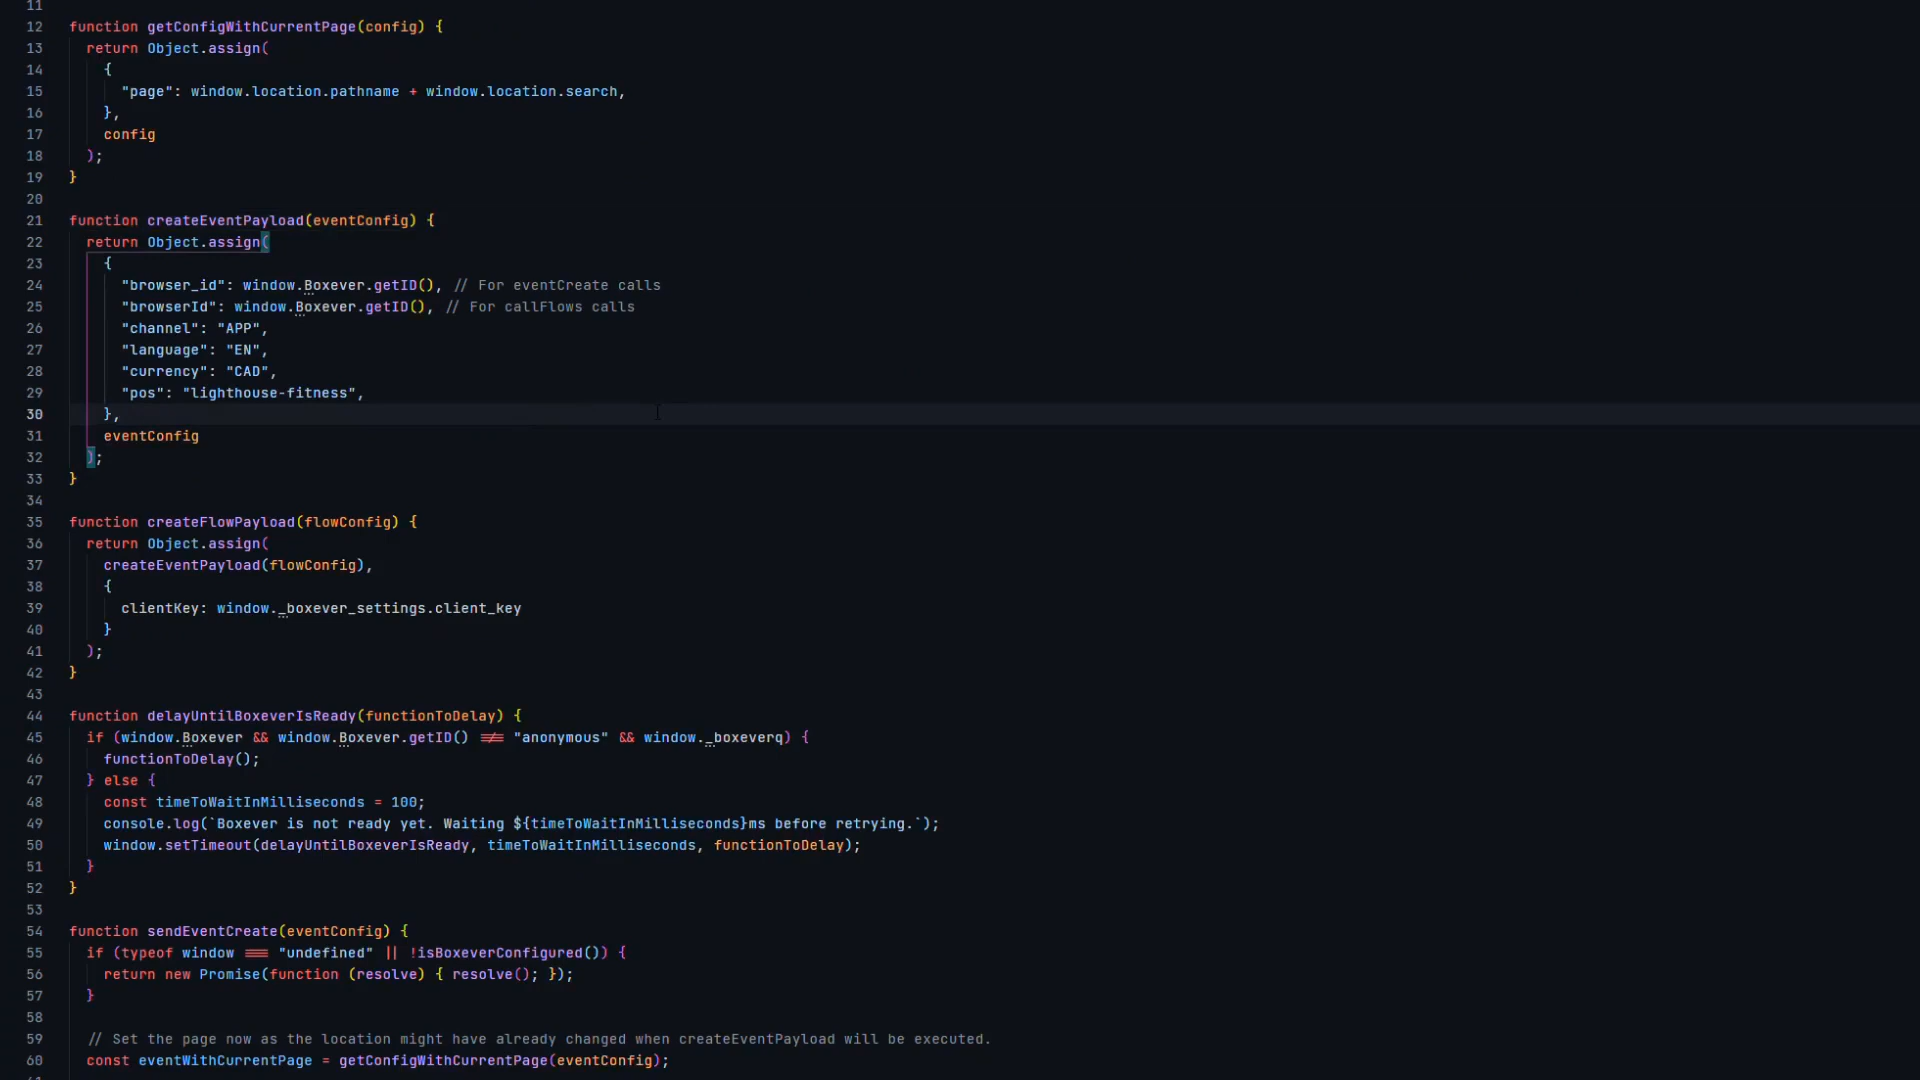 11
12 function getConfigWithCurrentPage(config) {
13 return Object.assign(
14 {
15 "page": window.location.pathname + window.location.search,
16 },
17 config
18 );
19 }
20
21 function createEventPayload(eventConfig) {
22 return Object.assign(
23 {
24 "browser_id": window.Boxever.getID(), // For eventCreate calls
25 "browserId": window.Boxever.getID(), // For callFlows calls
26 "channel": "APP",
27 "language": "EN",
28 "currency": "CAD",
29 "pos": "lighthouse-fitness",
30 },
31 eventConfig
32 );
33 }
34
35 function createFlowPayload(flowConfig) {
36 return Object.assign(
37 createEventPayload(flowConfig),
38 {
39 clientKey: window._boxever_settings.client_key
40 }
41 );
42 }
43
44 function delayUntilBoxeverIsReady(functionToDelay) {
45 if (window.Boxever && window.Boxever.getID() !== "anonymous" && window._boxeverq) {
46 functionToDelay();
47 } else {
48 const timeToWaitInMilliseconds = 100;
49 console.log(`Boxever is not ready yet. Waiting ${timeToWaitInMilliseconds}ms before retrying.`);
50 window.setTimeout(delayUntilBoxeverIsReady, timeToWaitInMilliseconds, functionToDelay);
51 }
52 }
53
54 function sendEventCreate(eventConfig) {
55 if (typeof window === "undefined" || !isBoxeverConfigured()) {
56 return new Promise(function (resolve) { resolve(); });
57 }
58
59 // Set the page now as the location might have already changed when createEventPayload will be executed.
60 const eventWithCurrentPage = getConfigWithCurrentPage(eventConfig);